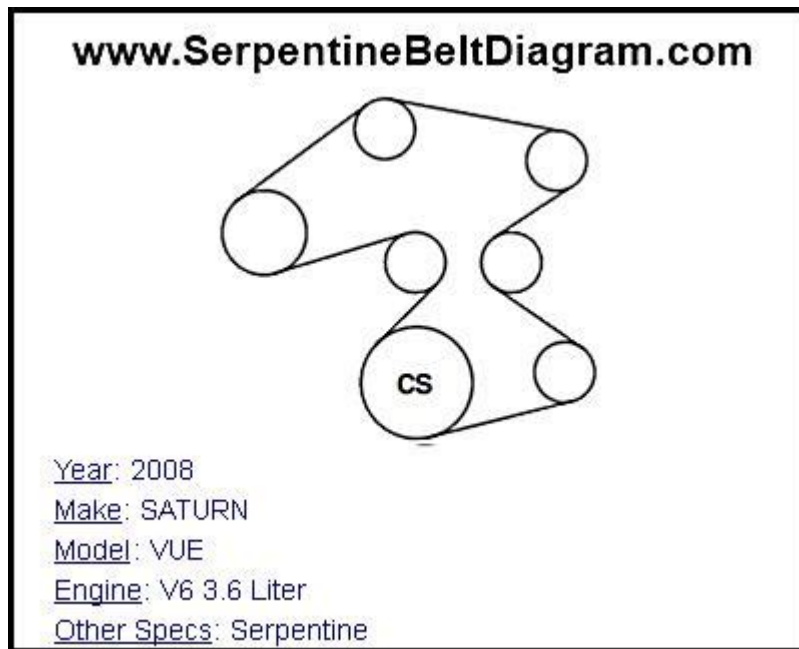 www.SerpentineBeltDiagram.com
CS
Year: 2008
Make: SATURN
Model: VUE
Engine: V6 3.6 Liter
Other Specs: Serpentine